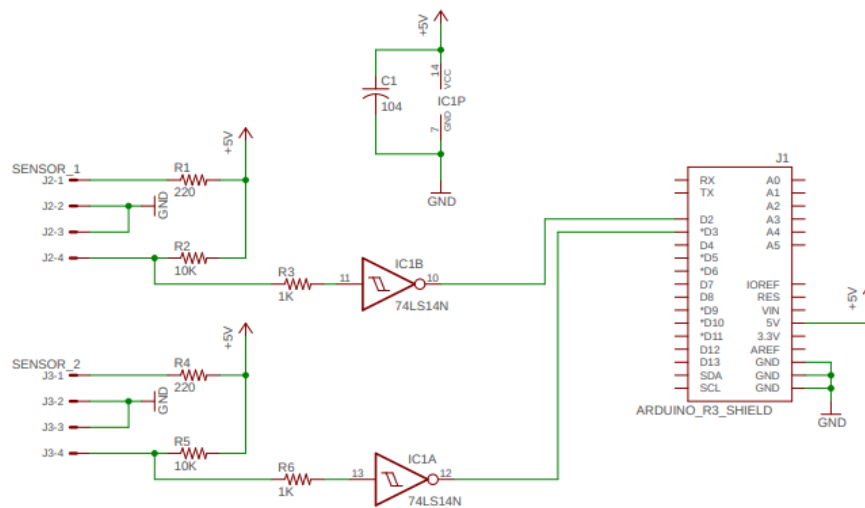 +5V
C1
104
14
VCC
IC1P
7
GND
GND
SENSOR_1
J2-1
J2-2
J2-3
J2-4
R1
220
+5V
GND
R2
10K
R3
1K
11
IC1B
10
74LS14N
SENSOR_2
J3-1
J3-2
J3-3
J3-4
R4
220
+5V
GND
R5
10K
R6
1K
13
IC1A
12
74LS14N
J1
RX A0
TX A1
A2
D2 A3
*D3 A4
D4 A5
*D5
*D6
D7 IOREF
D8 RES
*D9 VIN
*D10 5V
*D11 3.3V
D12 AREF
D13 GND
SDA GND
SCL GND
ARDUINO_R3_SHIELD
+5V
GND